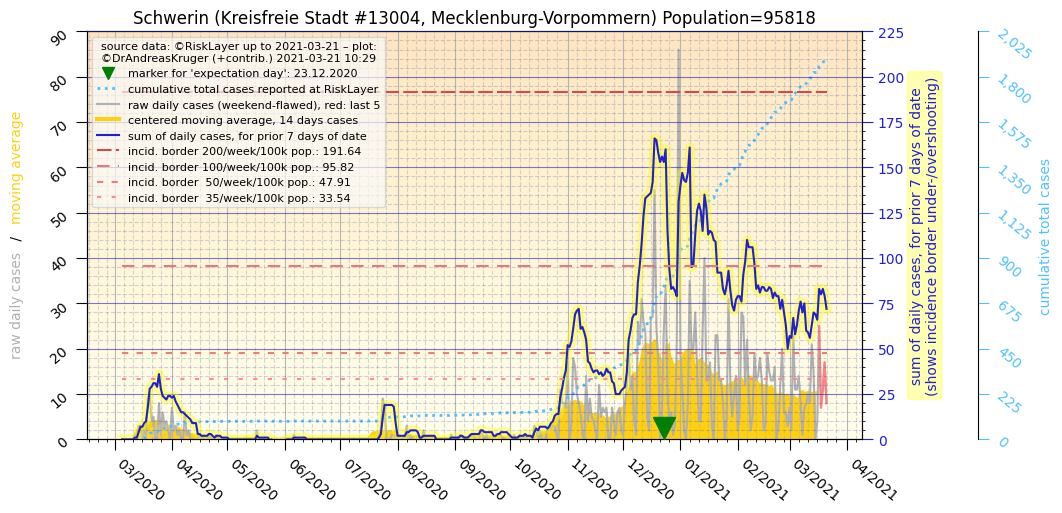 Schwerin (Kreisfreie Stadt #13004, Mecklenburg-Vorpommern) Population=95818
source data: ©RiskLayer up to 2021-03-21 – plot:
©DrAndreasKruger (+contrib.) 2021-03-21 10:29
marker for 'expectation day': 23.12.2020
cumulative total cases reported at RiskLayer
raw daily cases (weekend-flawed), red: last 5
centered moving average, 14 days cases
sum of daily cases, for prior 7 days of date
incid. border 200/week/100k pop.: 191.64
incid. border 100/week/100k pop.: 95.82
incid. border  50/week/100k pop.: 47.91
incid. border  35/week/100k pop.: 33.54
raw daily cases / moving average
90
80
70
60
50
40
30
20
10
0
03/2020
04/2020
05/2020
06/2020
07/2020
08/2020
09/2020
10/2020
11/2020
12/2020
01/2021
02/2021
03/2021
04/2021
225
200
175
150
125
100
75
50
25
0
sum of daily cases, for prior 7 days of date
(shows incidence border under-/overshooting)
2,025
1,800
1,575
1,350
1,125
900
675
450
225
0
cumulative total cases